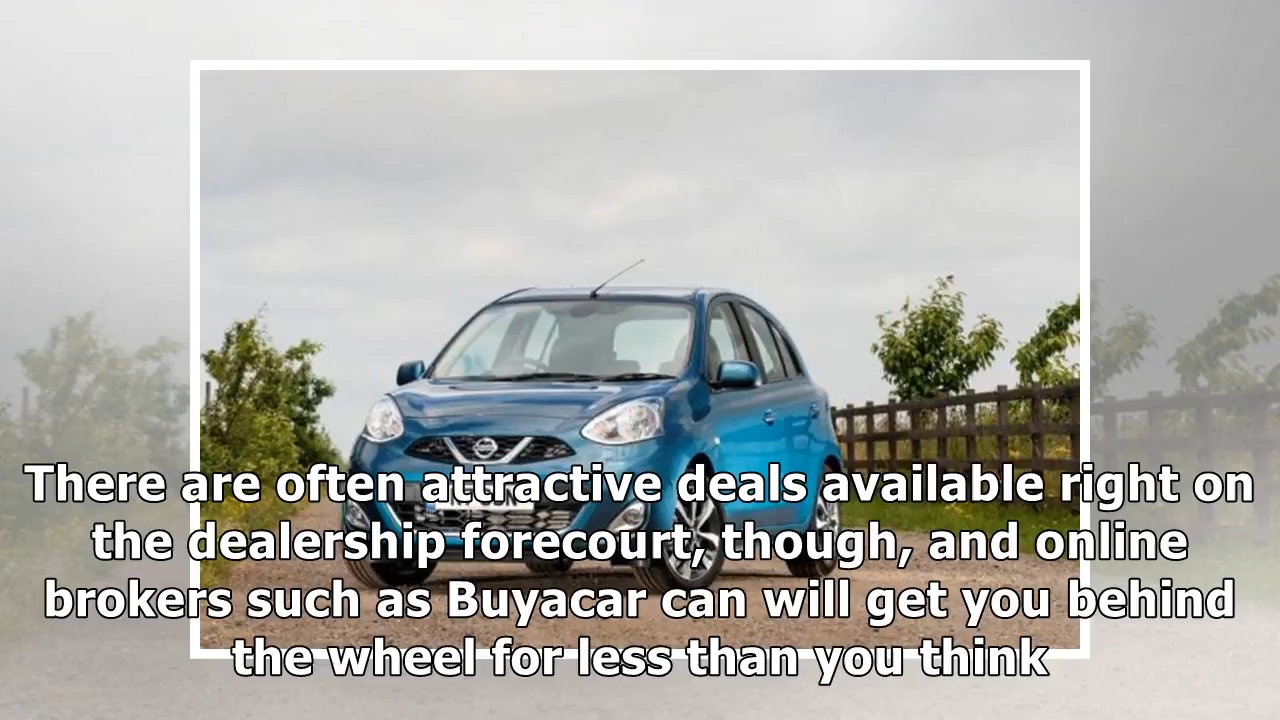 There are often attractive deals available right on
the dealership forecourt, though, and online
brokers such as Buyacar can will get you behind
the wheel for less than you think